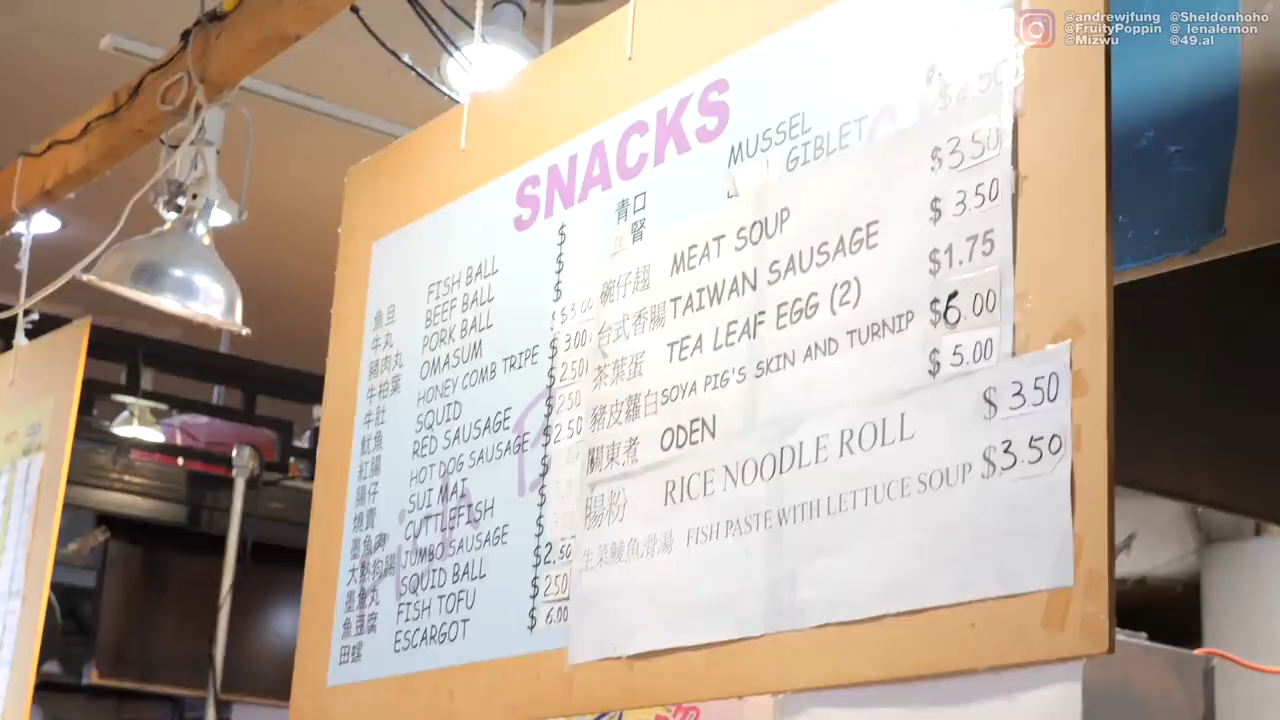 @andrewjfung @Sheldonhoho
@FruityPoppin @_lenalemon
@Mizwu @49.al
SNACKS
魚旦 FISH BALL $
牛丸 BEEF BALL $
豬肉丸 PORK BALL $
牛柏葉 OMASUM $3.00
牛肚 HONEY COMB TRIPE $3.00
魷魚 SQUID $2.50
紅腸 RED SAUSAGE $2.50
腸仔 HOT DOG SAUSAGE $2.50
燒賣 SUI MAI $
墨魚肉 CUTTLEFISH $
大熱狗腸 JUMBO SAUSAGE $
墨魚丸 SQUID BALL $2.50
魚豆腐 FISH TOFU $2.50
田螺 ESCARGOT $6.00
青口 MUSSEL
腎 GIBLET $3.50
碗仔翅 MEAT SOUP $3.50
台式香腸 TAIWAN SAUSAGE $1.75
茶葉蛋 TEA LEAF EGG (2)
豬皮蘿白 SOYA PIG'S SKIN AND TURNIP $6.00
關東煮 ODEN $5.00
腸粉 RICE NOODLE ROLL $3.50
生菜鯪魚滑湯 FISH PASTE WITH LETTUCE SOUP $3.50